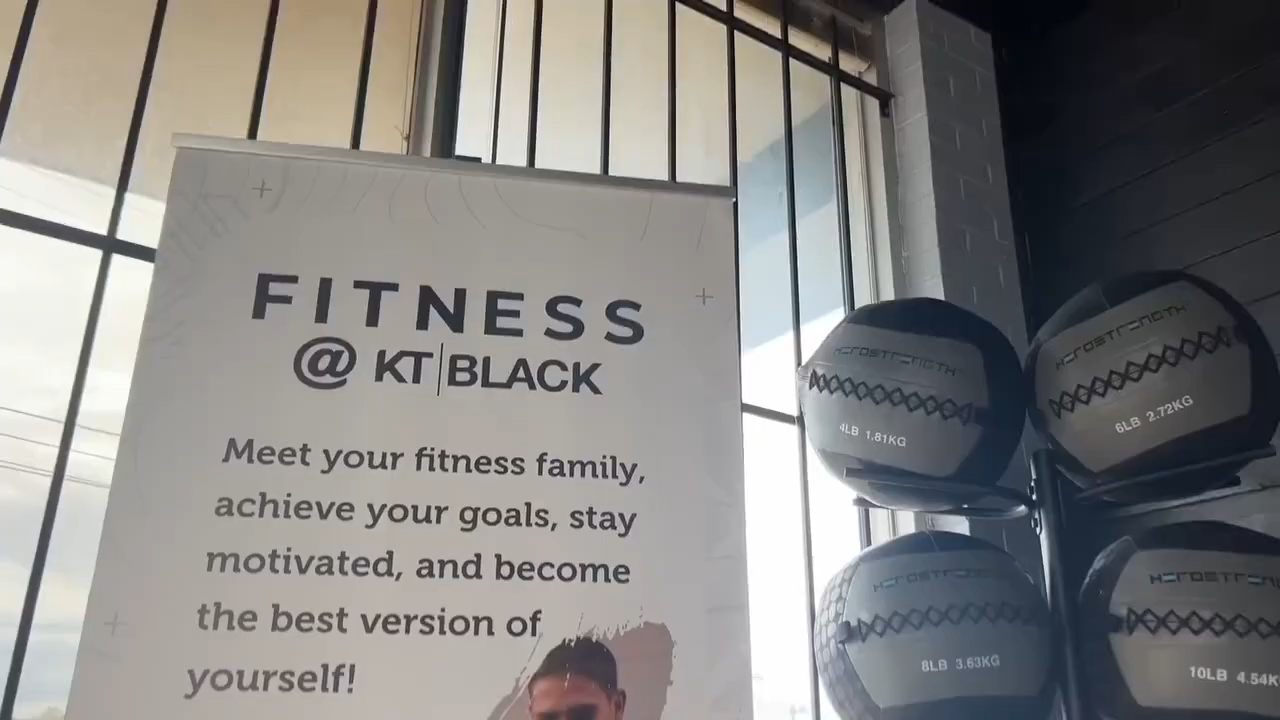 FITNESS
@ KT|BLACK
Meet your fitness family,
achieve your goals, stay
motivated, and become
the best version of
yourself!
4LB 1.81KG
6LB 2.72KG
8LB 3.63KG
10LB 4.54K